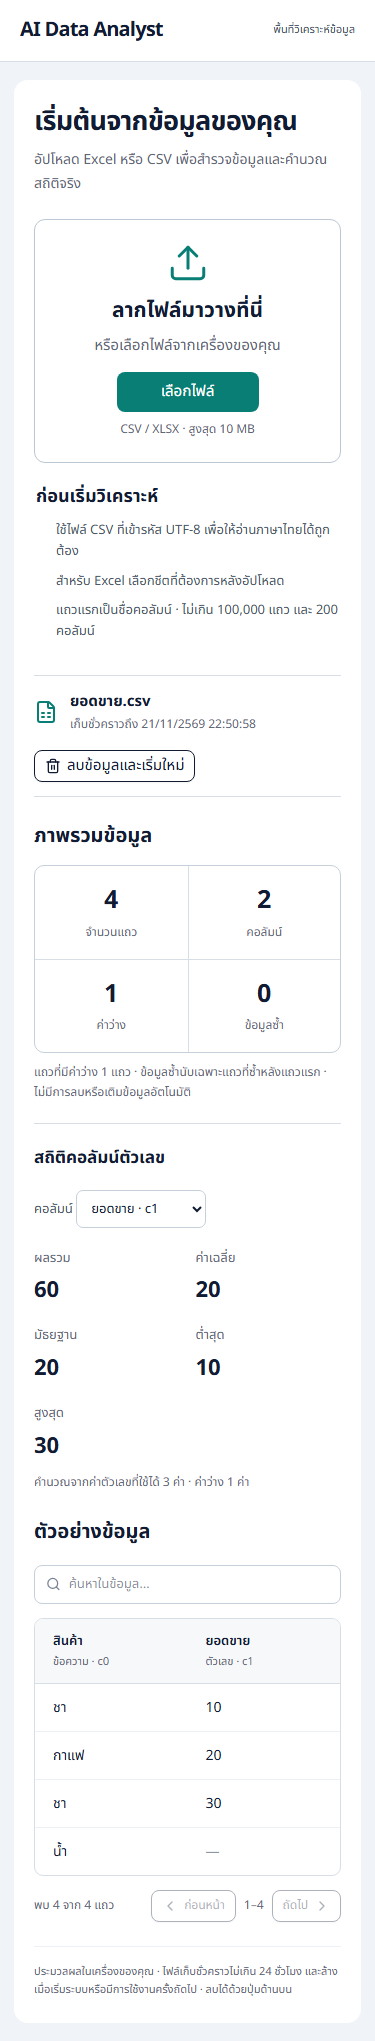 AI Data Analyst
พื้นที่วิเคราะห์ข้อมูล
เริ่มต้นจากข้อมูลของคุณ
อัปโหลด Excel หรือ CSV เพื่อสำรวจข้อมูลและคำนวณ
สถิติจริง
ลากไฟล์มาวางที่นี่
หรือเลือกไฟล์จากเครื่องของคุณ
เลือกไฟล์
CSV / XLSX · สูงสุด 10 MB
ก่อนเริ่มวิเคราะห์
ใช้ไฟล์ CSV ที่เข้ารหัส UTF-8 เพื่อให้อ่านภาษาไทยได้ถูก
ต้อง
สำหรับ Excel เลือกชีตที่ต้องการหลังอัปโหลด
แถวแรกเป็นชื่อคอลัมน์ · ไม่เกิน 100,000 แถว และ 200
คอลัมน์
ยอดขาย.csv
เก็บชั่วคราวถึง 21/11/2569 22:50:58
ลบข้อมูลและเริ่มใหม่
ภาพรวมข้อมูล
4
จำนวนแถว
2
คอลัมน์
1
ค่าว่าง
0
ข้อมูลซ้ำ
แถวที่มีค่าว่าง 1 แถว · ข้อมูลซ้ำนับเฉพาะแถวที่ซ้ำหลังแถวแรก ·
ไม่มีการลบหรือเติมข้อมูลอัตโนมัติ
สถิติคอลัมน์ตัวเลข
คอลัมน์ ยอดขาย · c1
ผลรวม
60
ค่าเฉลี่ย
20
มัธยฐาน
20
ต่ำสุด
10
สูงสุด
30
คำนวณจากค่าตัวเลขที่ใช้ได้ 3 ค่า · ค่าว่าง 1 ค่า
ตัวอย่างข้อมูล
ค้นหาในข้อมูล...
สินค้า ยอดขาย
ข้อความ · c0 ตัวเลข · c1
ชา 10
กาแฟ 20
ชา 30
น้ำ —
พบ 4 จาก 4 แถว ก่อนหน้า 1–4 ถัดไป
ประมวลผลในเครื่องของคุณ · ไฟล์เก็บชั่วคราวไม่เกิน 24 ชั่วโมง และล้าง
เมื่อเริ่มระบบหรือมีการใช้งานครั้งถัดไป · ลบได้ด้วยปุ่มด้านบน